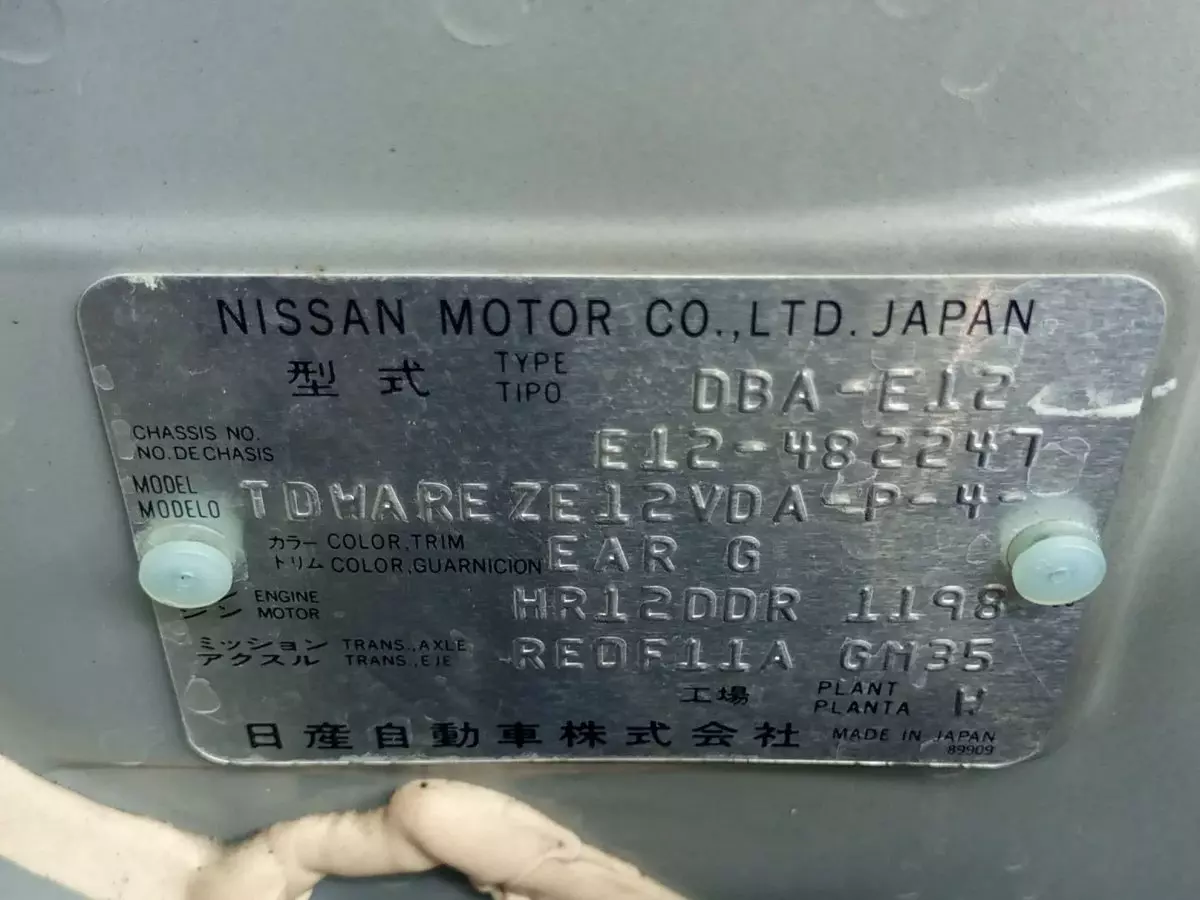 NISSAN MOTOR CO.,LTD. JAPAN
型式 TYPE TIPO DBA-E12
CHASSIS NO. NO.DECHASIS E12-482247
MODEL MODELO TDWAREZE12VDA-P-4-
カラー COLOR,TRIM トリム COLOR,GUARNICION EAR G
ENGINE MOTOR HR12DDR 1198
ミッション TRANS.,AXLE アクスル TRANS.,EJE RE0F11A GM35
工場 PLANT PLANTA
日産自動車株式会社 MADE IN JAPAN
89909